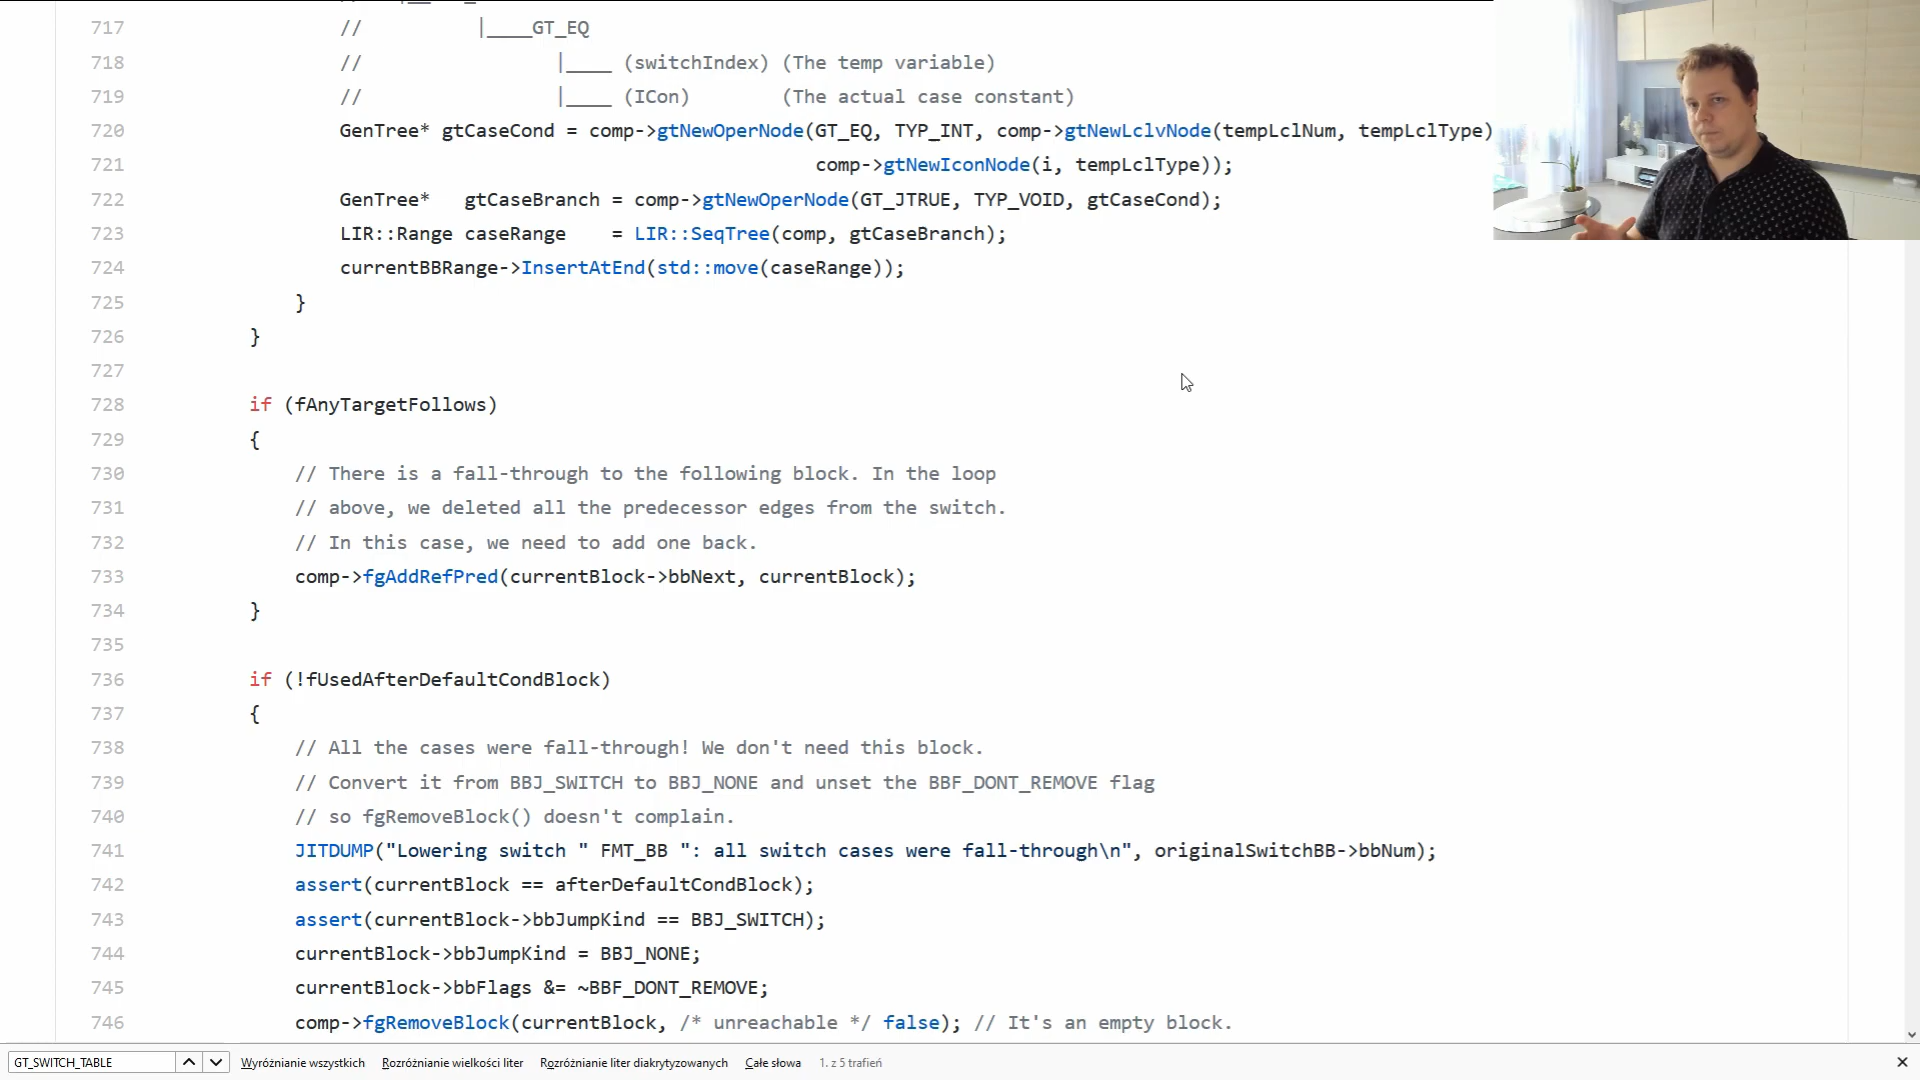 717 // |____GT_EQ
718 // |____ (switchIndex) (The temp variable)
719 // |____ (ICon) (The actual case constant)
720 GenTree* gtCaseCond = comp->gtNewOperNode(GT_EQ, TYP_INT, comp->gtNewLclvNode(tempLclNum, tempLclType)
721 comp->gtNewIconNode(i, tempLclType));
722 GenTree* gtCaseBranch = comp->gtNewOperNode(GT_JTRUE, TYP_VOID, gtCaseCond);
723 LIR::Range caseRange = LIR::SeqTree(comp, gtCaseBranch);
724 currentBBRange->InsertAtEnd(std::move(caseRange));
725 }
726 }
727
728 if (fAnyTargetFollows)
729 {
730 // There is a fall-through to the following block. In the loop
731 // above, we deleted all the predecessor edges from the switch.
732 // In this case, we need to add one back.
733 comp->fgAddRefPred(currentBlock->bbNext, currentBlock);
734 }
735
736 if (!fUsedAfterDefaultCondBlock)
737 {
738 // All the cases were fall-through! We don't need this block.
739 // Convert it from BBJ_SWITCH to BBJ_NONE and unset the BBF_DONT_REMOVE flag
740 // so fgRemoveBlock() doesn't complain.
741 JITDUMP("Lowering switch " FMT_BB ": all switch cases were fall-through\n", originalSwitchBB->bbNum);
742 assert(currentBlock == afterDefaultCondBlock);
743 assert(currentBlock->bbJumpKind == BBJ_SWITCH);
744 currentBlock->bbJumpKind = BBJ_NONE;
745 currentBlock->bbFlags &= ~BBF_DONT_REMOVE;
746 comp->fgRemoveBlock(currentBlock, /* unreachable */ false); // It's an empty block.
GT_SWITCH_TABLE Wyróżnianie wszystkich Rozróżnianie wielkości liter Rozróżnianie liter diakrytyzowanych Całe słowa 1. z 5 trafień